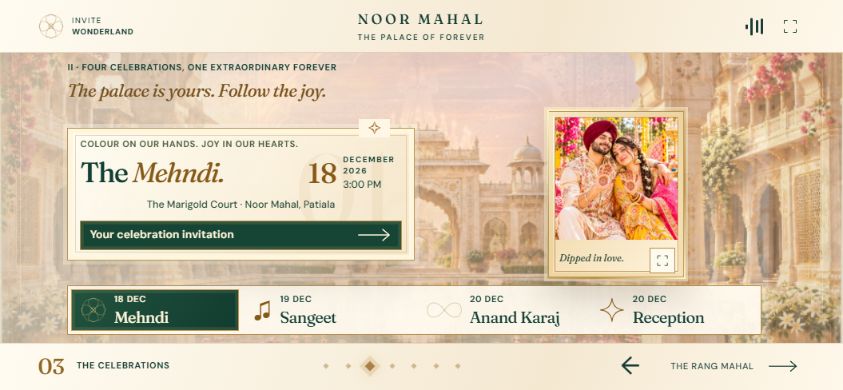 INVITE
WONDERLAND
NOOR MAHAL
THE PALACE OF FOREVER
II · FOUR CELEBRATIONS, ONE EXTRAORDINARY FOREVER
The palace is yours. Follow the joy.
COLOUR ON OUR HANDS. JOY IN OUR HEARTS.
The Mehndi.
01
18
DECEMBER
2026
3:00 PM
The Marigold Court · Noor Mahal, Patiala
Your celebration invitation
Dipped in love.
18 DEC
Mehndi
19 DEC
Sangeet
20 DEC
Anand Karaj
20 DEC
Reception
03
THE CELEBRATIONS
THE RANG MAHAL